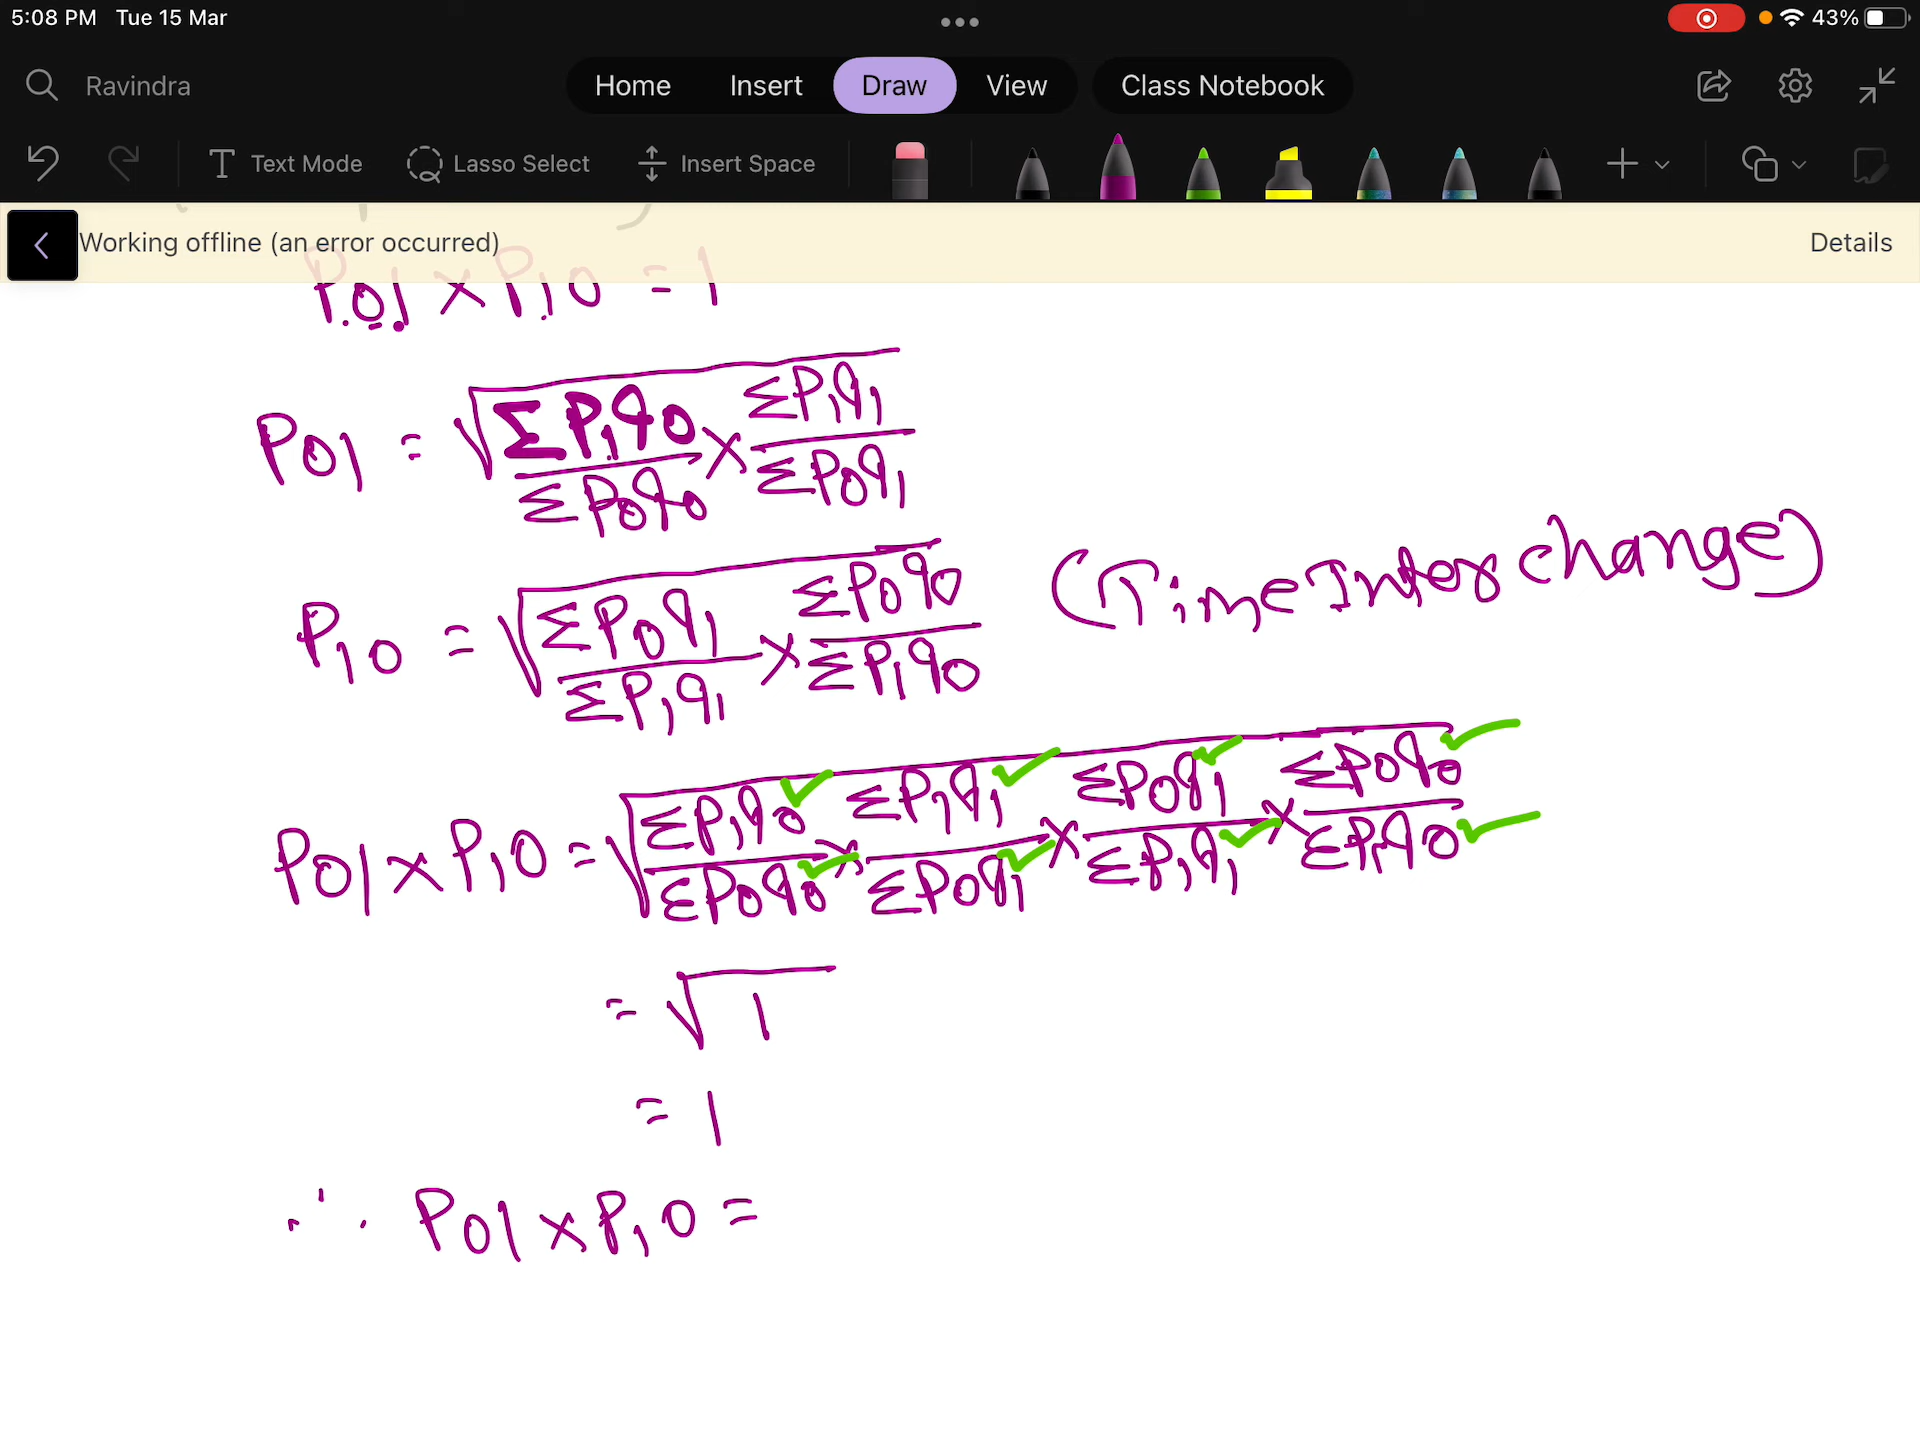 5:08 PM Tue 15 Mar 43%
Ravindra Home Insert Draw View Class Notebook
Text Mode Lasso Select Insert Space
Working offline (an error occurred) Details
P01 × P10 = 1
P01 = √(ΣP1q0/ΣP0q0 × ΣP1q1/ΣP0q1)
P10 = √(ΣP0q1/ΣP1q1 × ΣP0q0/ΣP1q0) (Time Inter change)
P01 × P10 = √(ΣP1q0/ΣP0q0 × ΣP1q1/ΣP0q1 × ΣP0q1/ΣP1q1 × ΣP0q0/ΣP1q0)
= √1
= 1
∴ P01 × P10 =